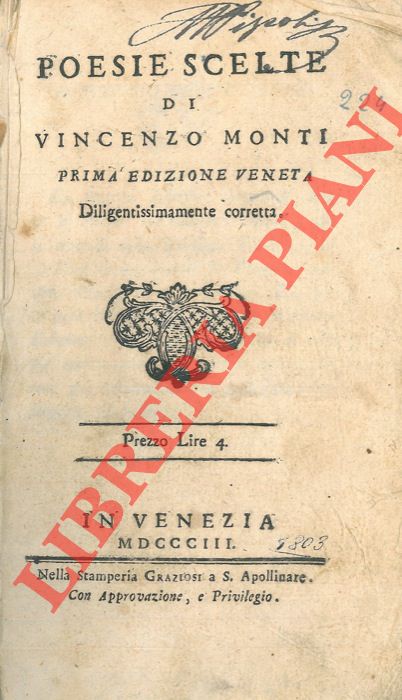 224
POESIE SCELTE
DI
VINCENZO MONTI
PRIMA EDIZIONE VENETA
Diligentissimamente corretta.
Prezzo Lire 4.
IN VENEZIA
MDCCCIII.
1803
Nella Stamperia GRAZIOSI a S. Apollinare.
Con Approvazione, e Privilegio.
LIBRERIA PIANI